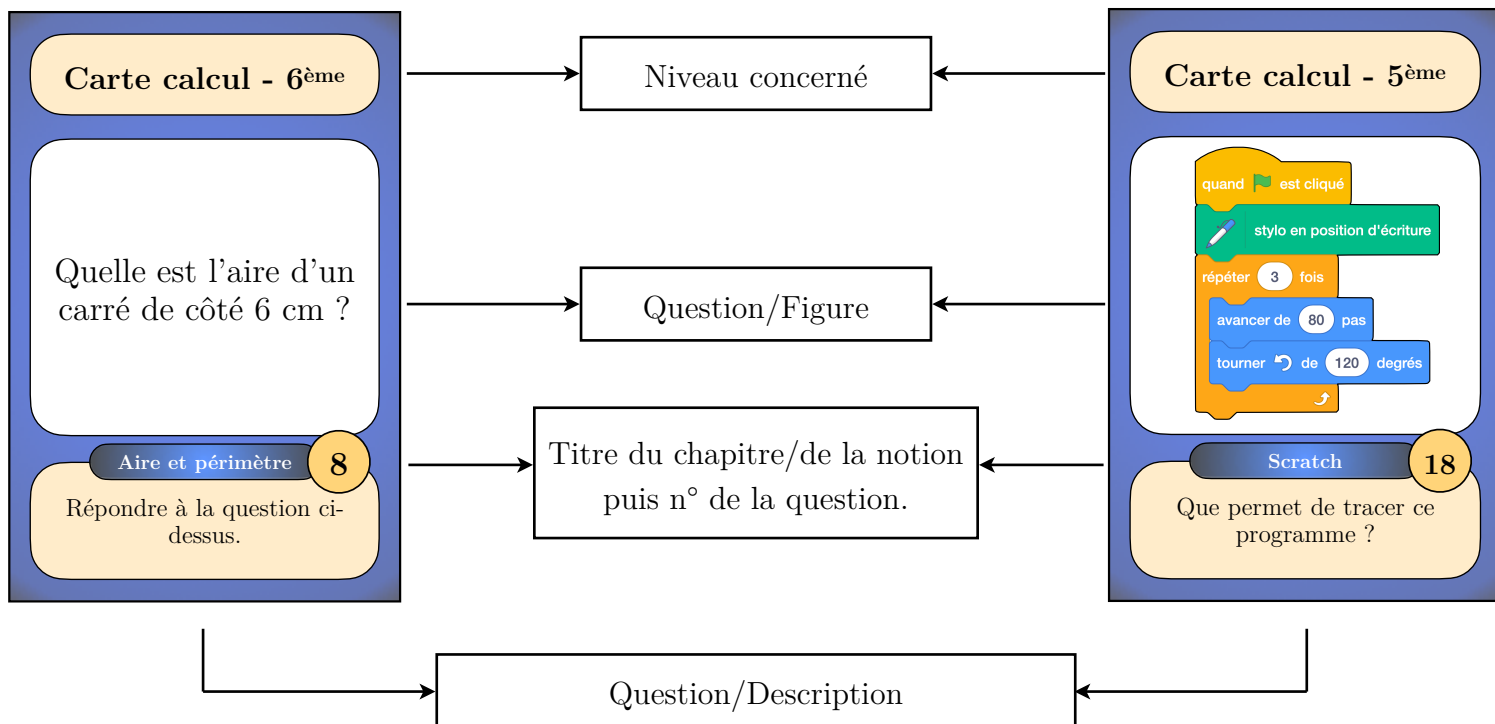 Carte calcul - 6ème
Quelle est l'aire d'un
carré de côté 6 cm ?
Aire et périmètre
8
Répondre à la question ci-
dessus.
Niveau concerné
Question/Figure
Titre du chapitre/de la notion
puis n° de la question.
Question/Description
Carte calcul - 5ème
quand est cliqué
stylo en position d'écriture
répéter 3 fois
avancer de 80 pas
tourner de 120 degrés
Scratch
18
Que permet de tracer ce
programme ?